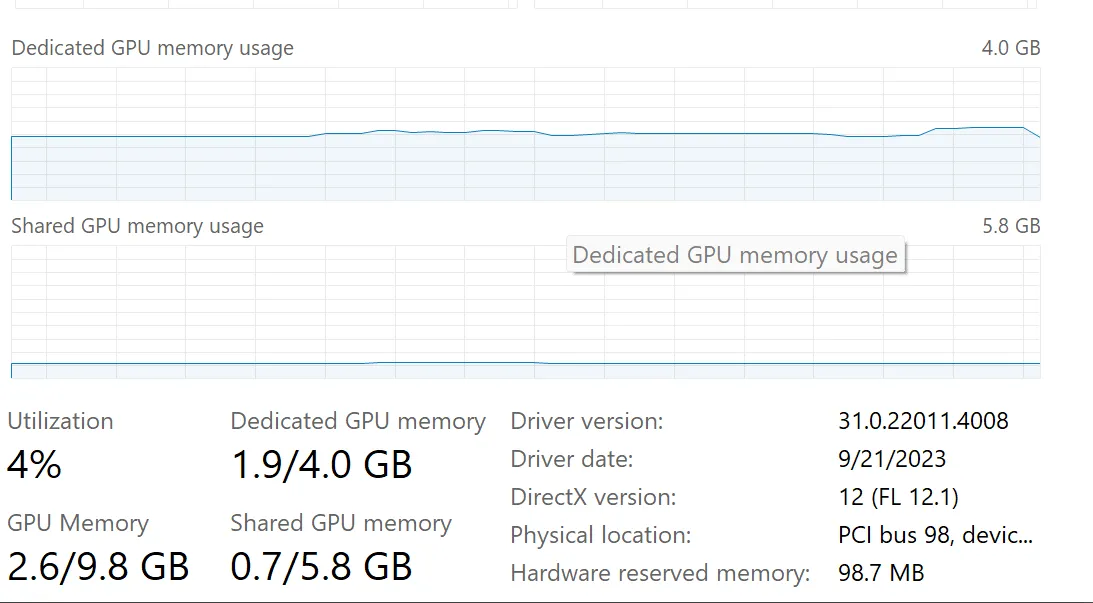 Dedicated GPU memory usage 4.0 GB
Shared GPU memory usage 5.8 GB
Dedicated GPU memory usage
Utilization Dedicated GPU memory Driver version: 31.0.22011.4008
4% 1.9/4.0 GB Driver date: 9/21/2023
DirectX version: 12 (FL 12.1)
GPU Memory Shared GPU memory Physical location: PCI bus 98, devic...
2.6/9.8 GB 0.7/5.8 GB Hardware reserved memory: 98.7 MB